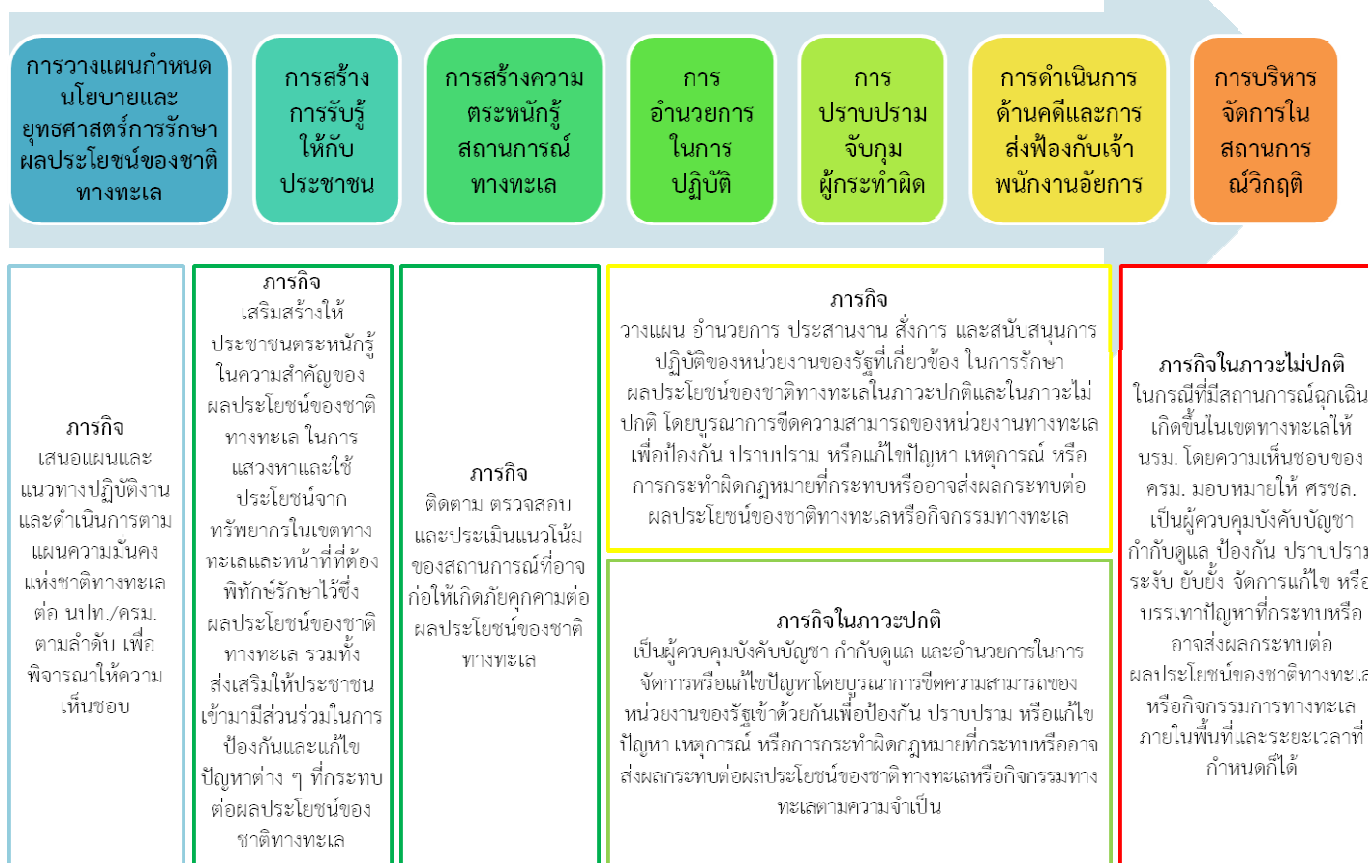 การวางแผนกำหนด
นโยบายและ
ยุทธศาสตร์การรักษา
ผลประโยชน์ของชาติ
ทางทะเล
การสร้าง
การรับรู้
ให้กับ
ประชาชน
การสร้างความ
ตระหนักรู้
สถานการณ์
ทางทะเล
การ
อำนวยการ
ในการ
ปฏิบัติ
การ
ปราบปราม
จับกุม
ผู้กระทำผิด
การดำเนินการ
ด้านคดีและการ
ส่งฟ้องกับเจ้า
พนักงานอัยการ
การบริหาร
จัดการใน
สถานการ
ณ์วิกฤติ
ภารกิจ
เสนอแผนและ
แนวทางปฏิบัติงาน
และดำเนินการตาม
แผนความมั่นคง
แห่งชาติทางทะเล
ต่อ นปท./ครม.
ตามลำดับ เพื่อ
พิจารณาให้ความ
เห็นชอบ
ภารกิจ
เสริมสร้างให้
ประชาชนตระหนักรู้
ในความสำคัญของ
ผลประโยชน์ของชาติ
ทางทะเล ในการ
แสวงหาและใช้
ประโยชน์จาก
ทรัพยากรในเขตทาง
ทะเลและหน้าที่ที่ต้อง
พิทักษ์รักษาไว้ซึ่ง
ผลประโยชน์ของชาติ
ทางทะเล รวมทั้ง
ส่งเสริมให้ประชาชน
เข้ามามีส่วนร่วมในการ
ป้องกันและแก้ไข
ปัญหาต่าง ๆ ที่กระทบ
ต่อผลประโยชน์ของ
ชาติทางทะเล
ภารกิจ
ติดตาม ตรวจสอบ
และประเมินแนวโน้ม
ของสถานการณ์ที่อาจ
ก่อให้เกิดภัยคุกคามต่อ
ผลประโยชน์ของชาติ
ทางทะเล
ภารกิจ
วางแผน อำนวยการ ประสานงาน สั่งการ และสนับสนุนการ
ปฏิบัติของหน่วยงานของรัฐที่เกี่ยวข้อง ในการรักษา
ผลประโยชน์ของชาติทางทะเลในภาวะปกติและในภาวะไม่
ปกติ โดยบูรณาการขีดความสามารถของหน่วยงานทางทะเล
เพื่อป้องกัน ปราบปราม หรือแก้ไขปัญหา เหตุการณ์ หรือ
การกระทำผิดกฎหมายที่กระทบหรืออาจส่งผลกระทบต่อ
ผลประโยชน์ของชาติทางทะเลหรือกิจกรรมทางทะเล
ภารกิจในภาวะปกติ
เป็นผู้ควบคุมบังคับบัญชา กำกับดูแล และอำนวยการในการ
จัดการหรือแก้ไขปัญหาโดยบูรณาการขีดความสามารถของ
หน่วยงานของรัฐเข้าด้วยกันเพื่อป้องกัน ปราบปราม หรือแก้ไข
ปัญหา เหตุการณ์ หรือการกระทำผิดกฎหมายที่กระทบหรืออาจ
ส่งผลกระทบต่อผลประโยชน์ของชาติทางทะเลหรือกิจกรรมทาง
ทะเลตามความจำเป็น
ภารกิจในภาวะไม่ปกติ
ในกรณีที่มีสถานการณ์ฉุกเฉิน
เกิดขึ้นในเขตทางทะเลให้
นรม. โดยความเห็นชอบของ
ครม. มอบหมายให้ ศรชล.
เป็นผู้ควบคุมบังคับบัญชา
กำกับดูแล ป้องกัน ปราบปราม
ระงับ ยับยั้ง จัดการแก้ไข หรือ
บรรเทาปัญหาที่กระทบหรือ
อาจส่งผลกระทบต่อ
ผลประโยชน์ของชาติทางทะเล
หรือกิจกรรมการทางทะเล
ภายในพื้นที่และระยะเวลาที่
กำหนดก็ได้